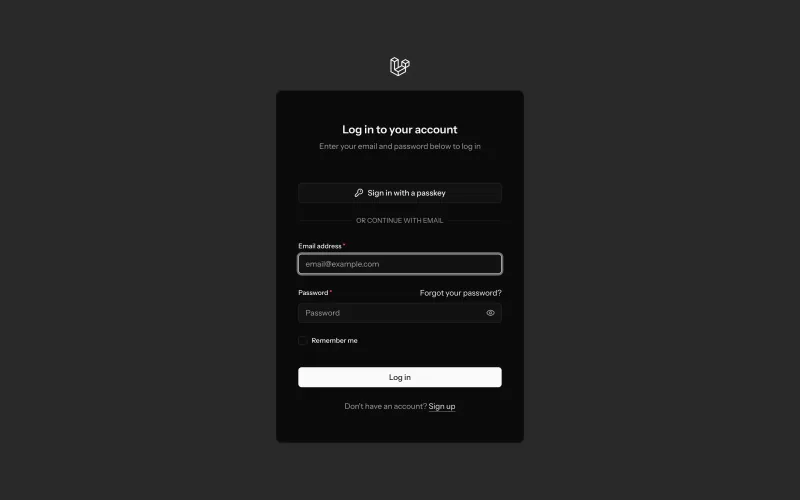 Log in to your account
Enter your email and password below to log in
Sign in with a passkey
OR CONTINUE WITH EMAIL
Email address *
email@example.com
Password * Forgot your password?
Password
Remember me
Log in
Don't have an account? Sign up